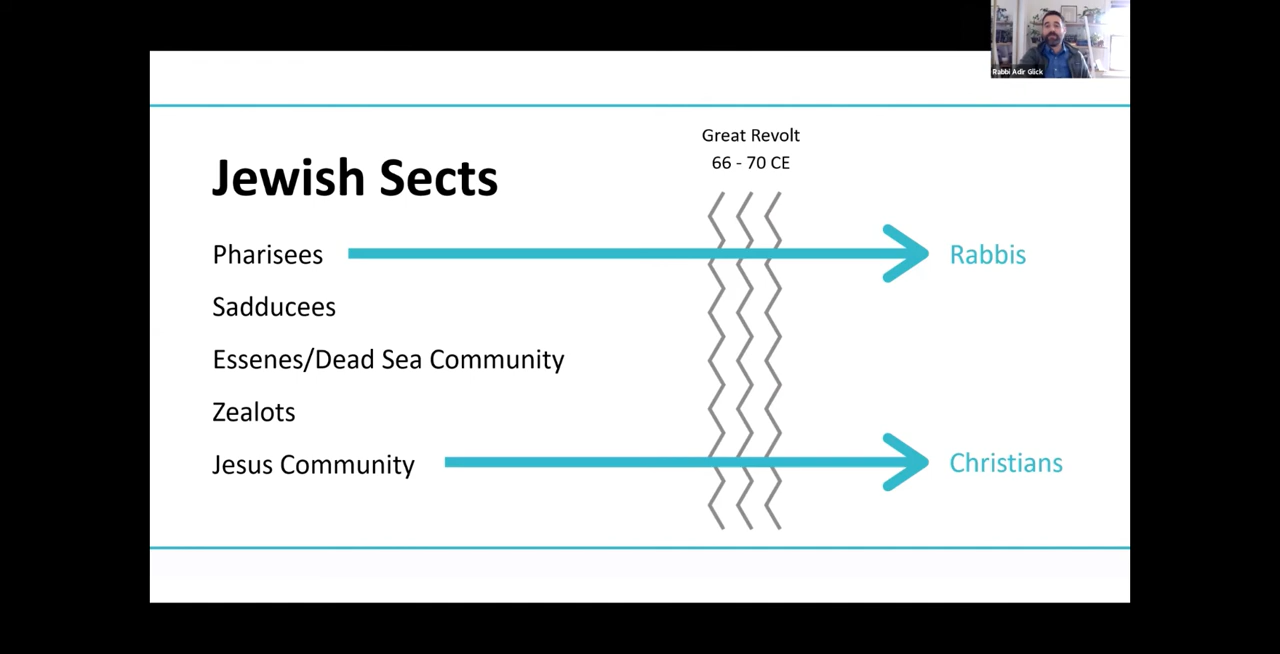 Rabbi Adir Glick
Great Revolt
66 - 70 CE
Jewish Sects
Pharisees
Rabbis
Sadducees
Essenes/Dead Sea Community
Zealots
Jesus Community
Christians